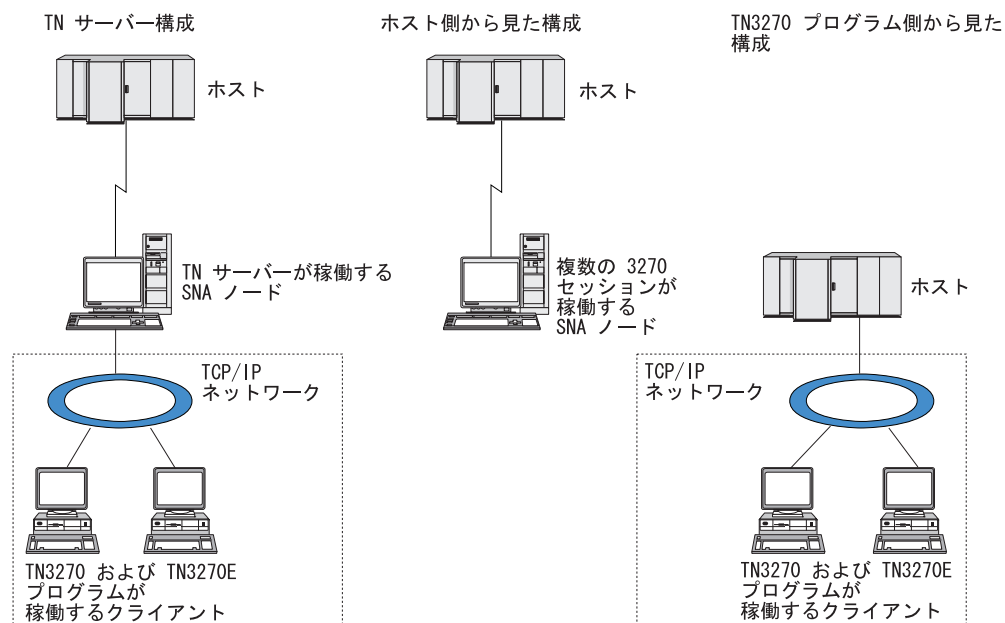 TN サーバー構成
ホスト側から見た構成
TN3270 プログラム側から見た
構成
ホスト
ホスト
TN サーバーが稼働する
SNA ノード
複数の 3270
セッションが
稼働する
SNA ノード
ホスト
TCP/IP
ネットワーク
TCP/IP
ネットワーク
TN3270 および TN3270E
プログラムが
稼働するクライアント
TN3270 および TN3270E
プログラムが
稼働するクライアント